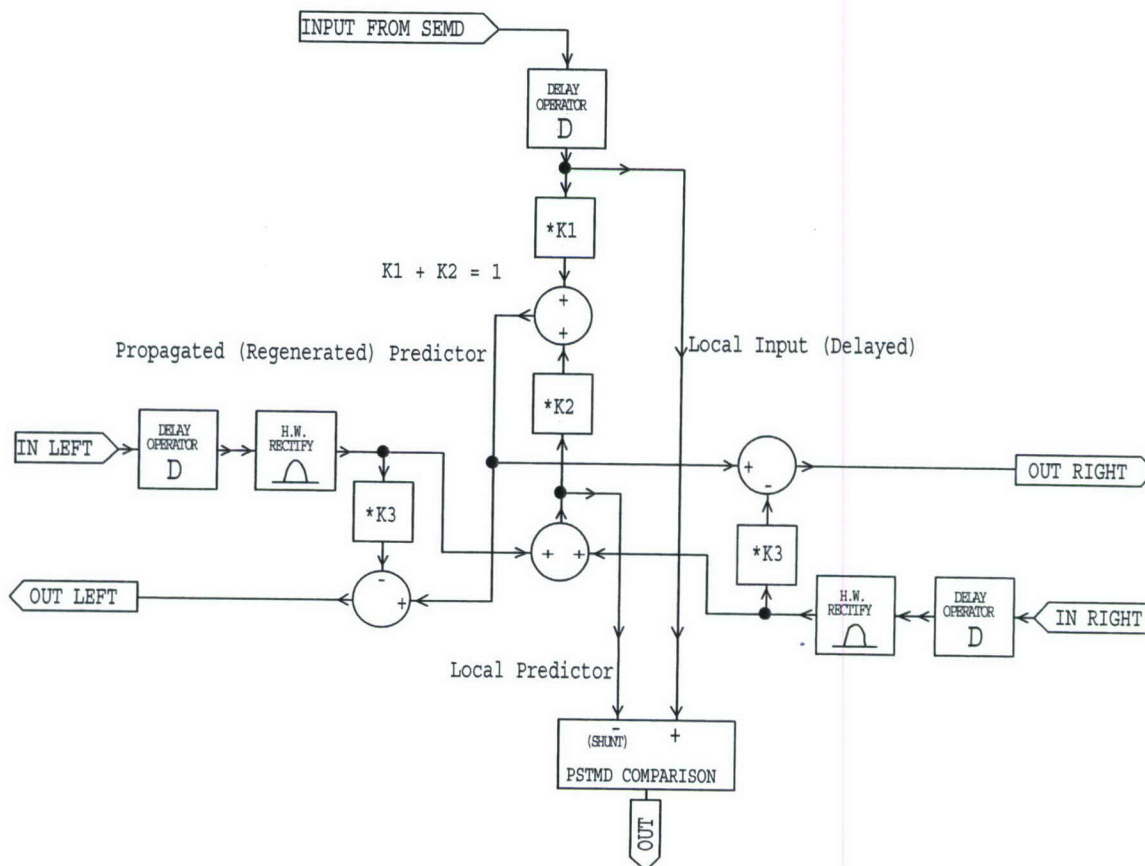 INPUT FROM SEMD
DELAY
OPERATOR
D
*K1
K1 + K2 = 1
+
+
Propagated (Regenerated) Predictor
Local Input (Delayed)
*K2
IN LEFT
DELAY
OPERATOR
D
H.W.
RECTIFY
+
-
OUT RIGHT
*K3
+ +
*K3
OUT LEFT
-
+
H.W.
RECTIFY
DELAY
OPERATOR
D
IN RIGHT
Local Predictor
-
(SHUNT)
+
PSTMD COMPARISON
OUT